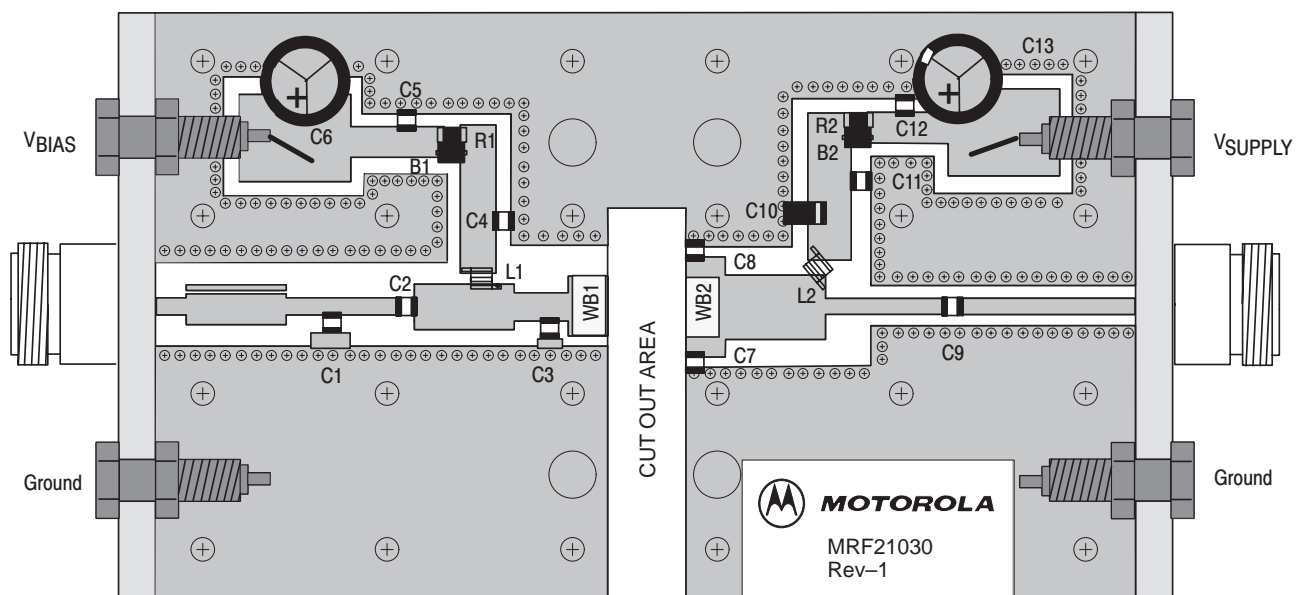 C13
C5
C6
R1
B1
C12
R2
B2
VBIAS
VSUPPLY
C11
C10
C4
C8
L1
L2
C2
WB1
WB2
C1
C3
C7
C9
CUT OUT AREA
Ground
Ground
MOTOROLA
MRF21030
Rev–1